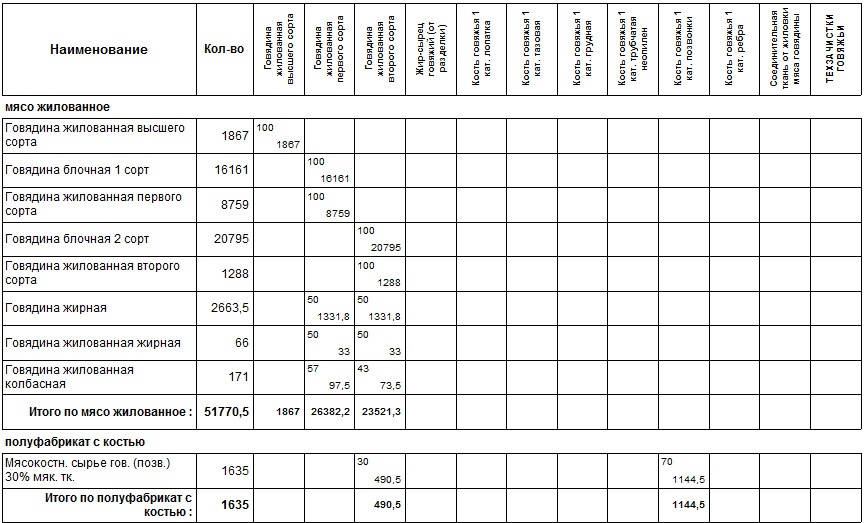 Наименование
Кол-во
Говядина
жилованная
высшего сорта
Говядина
жилованная
первого сорта
Говядина
жилованная
второго сорта
Жир-сырец
говяжий (от
разделки)
Кость говяжья 1
кат. лопатка
Кость говяжья 1
кат. тазовая
Кость говяжья 1
кат. грудная
Кость говяжья 1
кат. трубчатая
неопилен
Кость говяжья 1
кат. позвонки
Кость говяжья 1
кат. ребра
Соединительная
ткань от жиловки
мяса говядины
ТЕХЗАЧИСТКИ
ГОВЯЖЬИ
мясо жилованное
Говядина жилованная высшего
сорта
1867
100
1867
Говядина блочная 1 сорт
16161
100
16161
Говядина жилованная первого
сорта
8759
100
8759
Говядина блочная 2 сорт
20795
100
20795
Говядина жилованная второго
сорта
1288
100
1288
Говядина жирная
2663,5
50
1331,8
50
1331,8
Говядина жилованная жирная
66
50
33
50
33
Говядина жилованная
колбасная
171
57
97,5
43
73,5
Итого по мясо жилованное :
51770,5
1867
26382,2
23521,3
полуфабрикат с костью
Мясокостн. сырье гов. (позв.)
30% мяк. тк.
1635
30
490,5
70
1144,5
Итого по полуфабрикат с
костью :
1635
490,5
1144,5